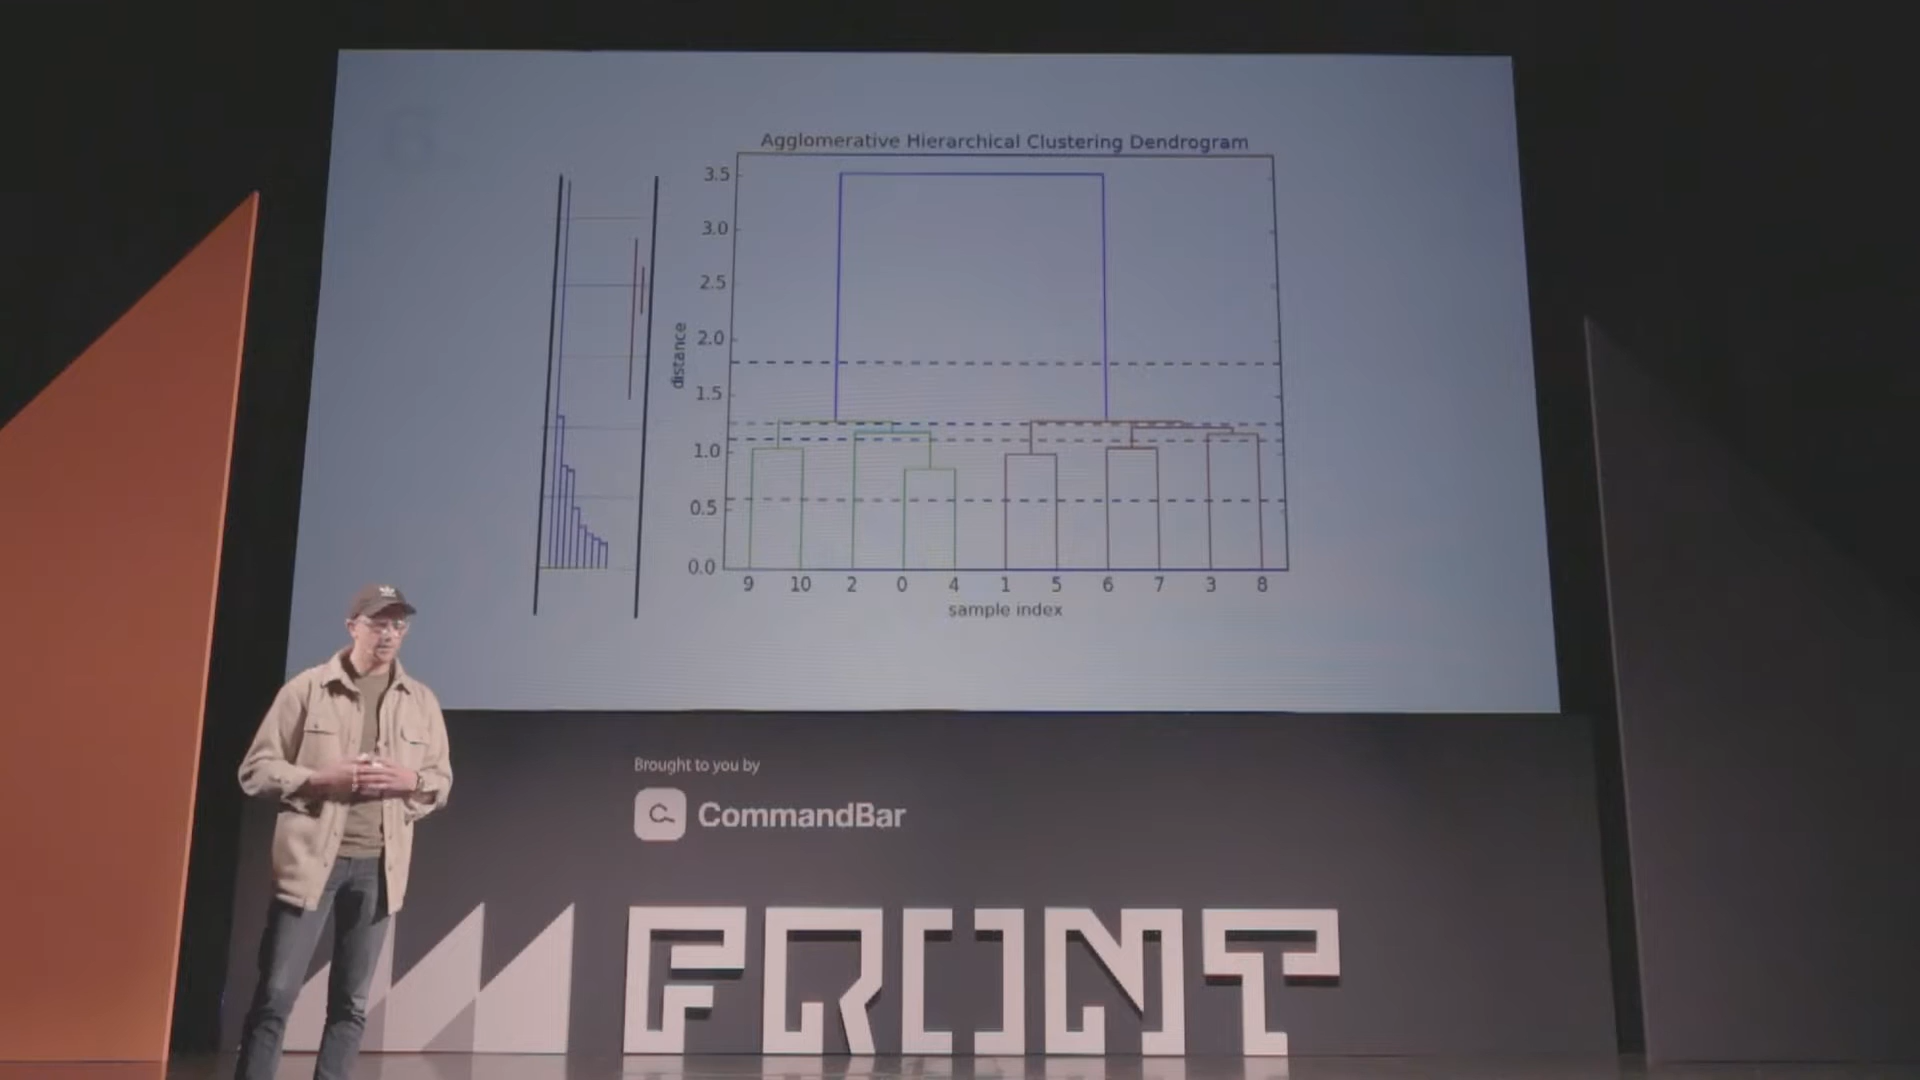 Agglomerative Hierarchical Clustering Dendrogram
3.5
3.0
2.5
2.0
1.5
1.0
0.5
0.0
distance
9 10 2 0 4 1 5 6 7 3 8
sample index
Brought to you by
CommandBar
FRONT